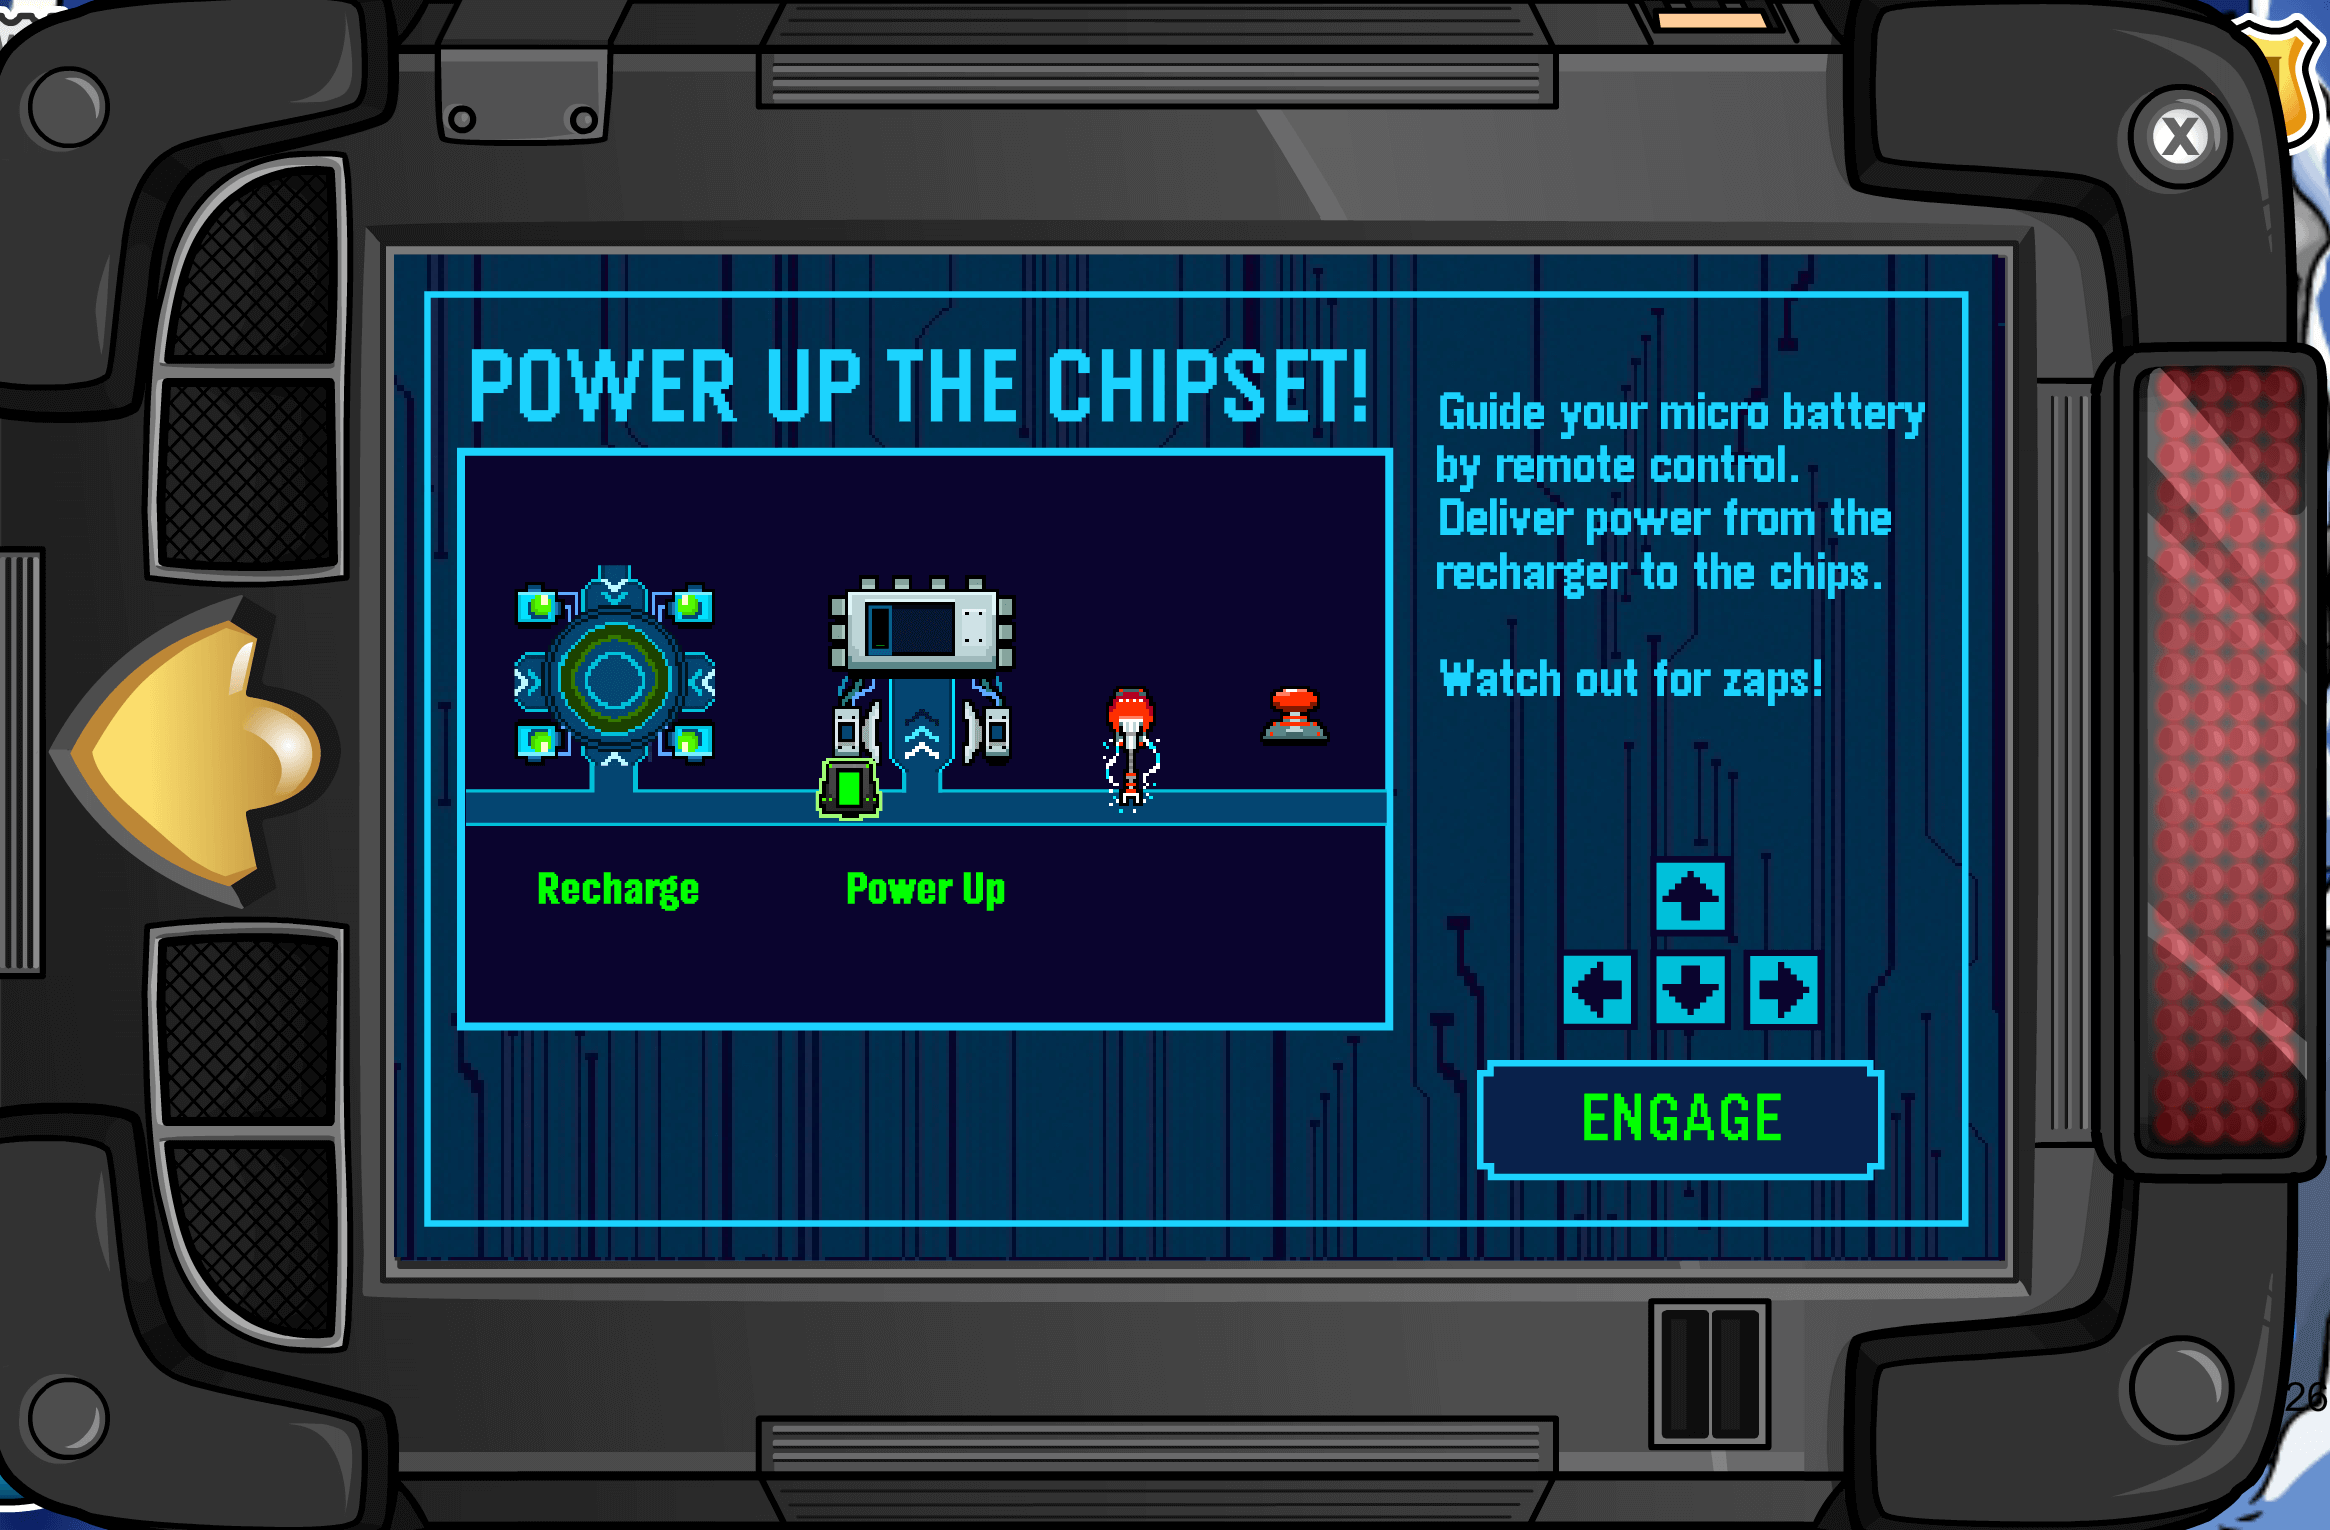 X
POWER UP THE CHIPSET!
Guide your micro battery
by remote control.
Deliver power from the
recharger to the chips.
Watch out for zaps!
Recharge
Power Up
ENGAGE
26